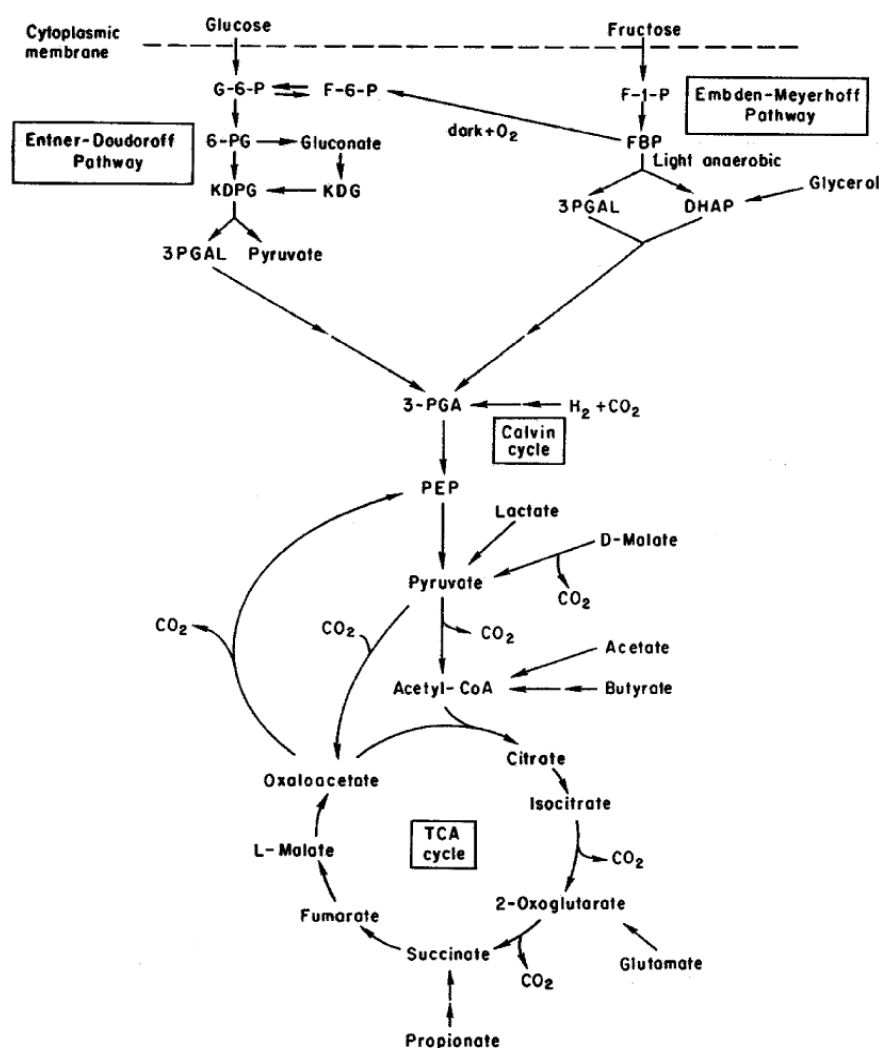 Cytoplasmic
membrane
Glucose
Fructose
G-6-P
F-6-P
F-1-P
Embden-Meyerhoff
Pathway
dark+O2
Entner-Doudoroff
Pathway
6-PG
Gluconate
FBP
Light anaerobic
KDPG
KDG
3PGAL
DHAP
Glycerol
3PGAL
Pyruvate
3-PGA
H2+CO2
Calvin
cycle
PEP
Lactate
D-Malate
Pyruvate
CO2
CO2
CO2
CO2
Acetate
Acetyl-CoA
Butyrate
Citrate
Oxaloacetate
Isocitrate
TCA
cycle
L-Malate
CO2
2-Oxoglutarate
Fumarate
Succinate
CO2
Glutamate
Propionate